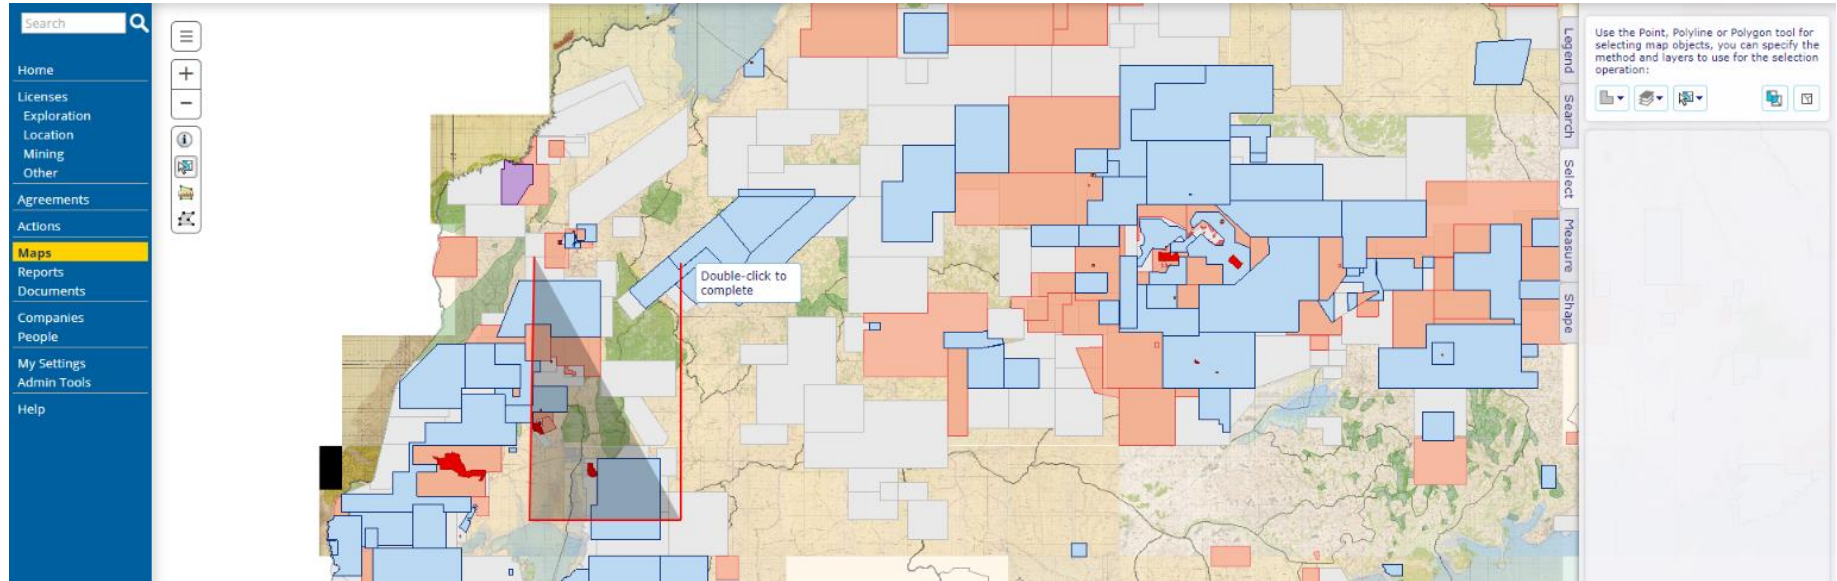 Search
Home
Licenses
Exploration
Location
Mining
Other
Agreements
Actions
Maps
Reports
Documents
Companies
People
My Settings
Admin Tools
Help
Double-click to
complete
Legend
Search
Select
Measure
Shape
Use the Point, Polyline or Polygon tool for
selecting map objects, you can specify the
method and layers to use for the selection
operation: